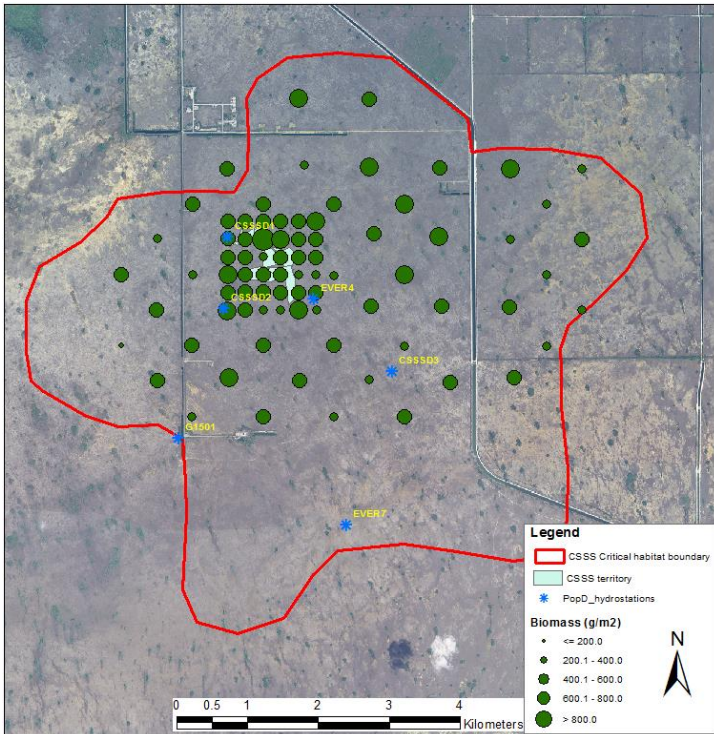 CSSSD1
EVER4
CSSSD2
CSSSD3
G1501
EVER7
Legend
CSSS Critical habitat boundary
CSSS territory
PopD_hydrostations
Biomass (g/m2)
<= 200.0
200.1 - 400.0
400.1 - 600.0
600.1 - 800.0
> 800.0
N
0 0.5 1 2 3 4
Kilometers